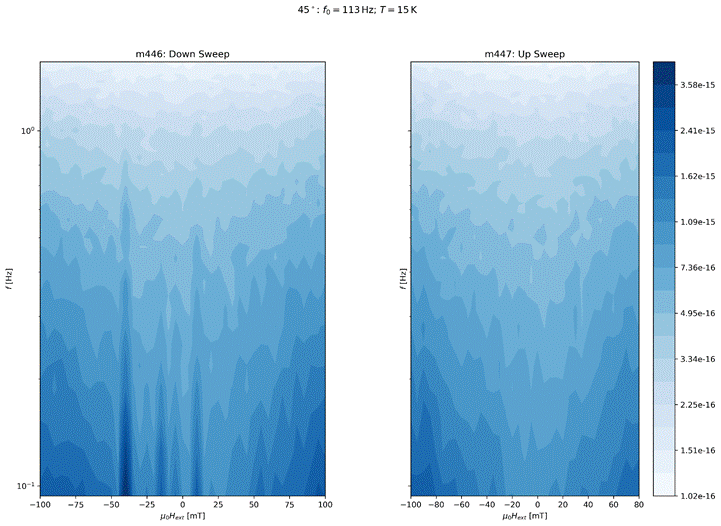 45°: f₀ = 113 Hz; T = 15 K
m446: Down Sweep
m447: Up Sweep
10⁰
10⁻¹
f [Hz]
−100 −75 −50 −25 0 25 50 75 100
μ₀Hₑₓₜ [mT]
f [Hz]
−100 −80 −60 −40 −20 0 20 40 60 80
μ₀Hₑₓₜ [mT]
3.58e-15
2.41e-15
1.62e-15
1.09e-15
7.36e-16
4.95e-16
3.34e-16
2.25e-16
1.51e-16
1.02e-16